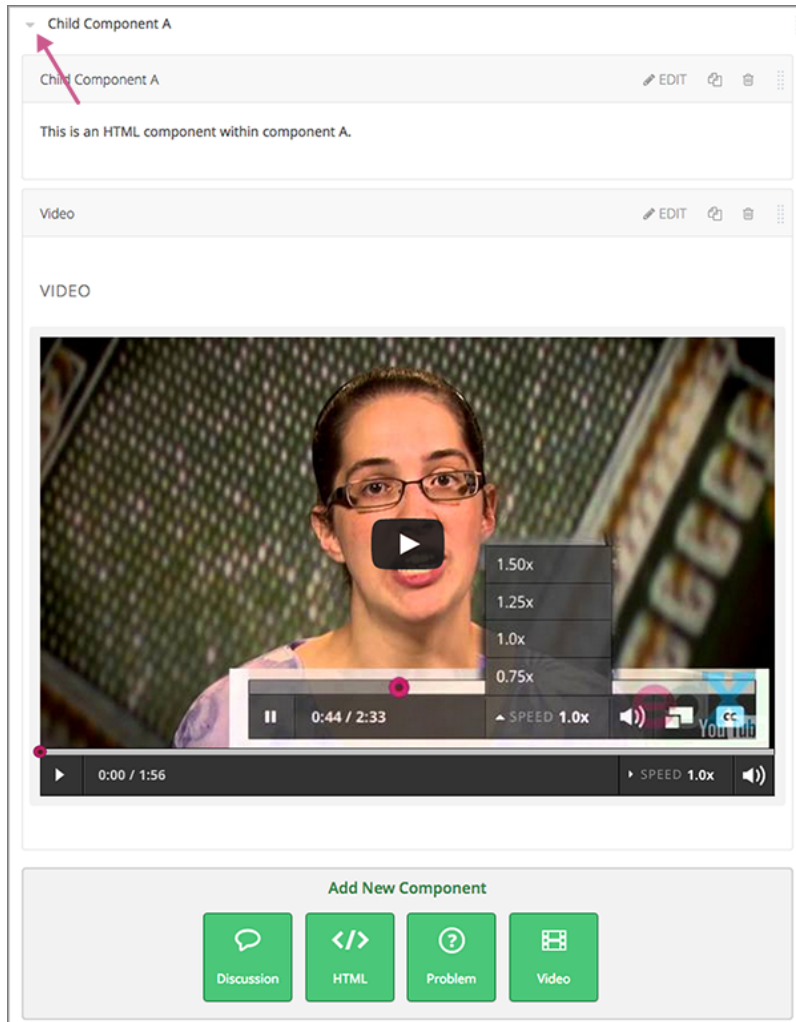 Child Component A
Child Component A
EDIT
This is an HTML component within component A.
Video
EDIT
VIDEO
1.50x
1.25x
1.0x
0.75x
0:44 / 2:33
SPEED 1.0x
cc
YouTub
0:00 / 1:56
SPEED 1.0x
Add New Component
Discussion
HTML
Problem
Video